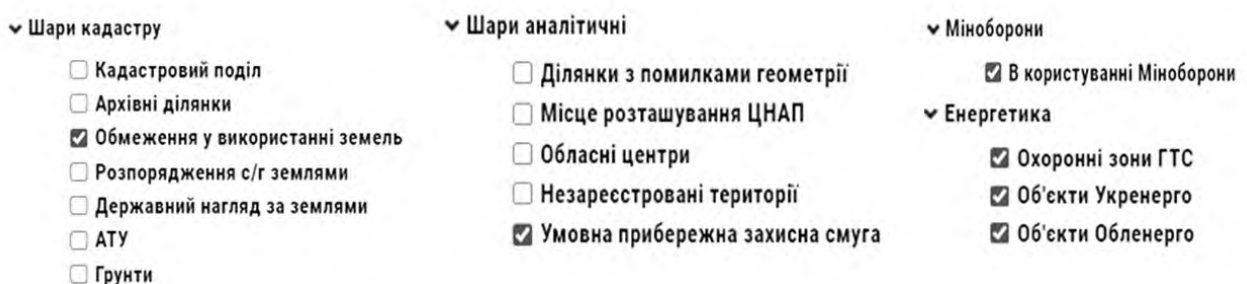 Шари кадастру
Кадастровий поділ
Архівні ділянки
Обмеження у використанні земель
Розпорядження с/г землями
Державний нагляд за землями
АТУ
Грунти
Шари аналітичні
Ділянки з помилками геометрії
Місце розташування ЦНАП
Обласні центри
Незареєстровані території
Умовна прибережна захисна смуга
Міноборони
В користуванні Міноборони
Енергетика
Охоронні зони ГТС
Об'єкти Укренерго
Об'єкти Обленерго